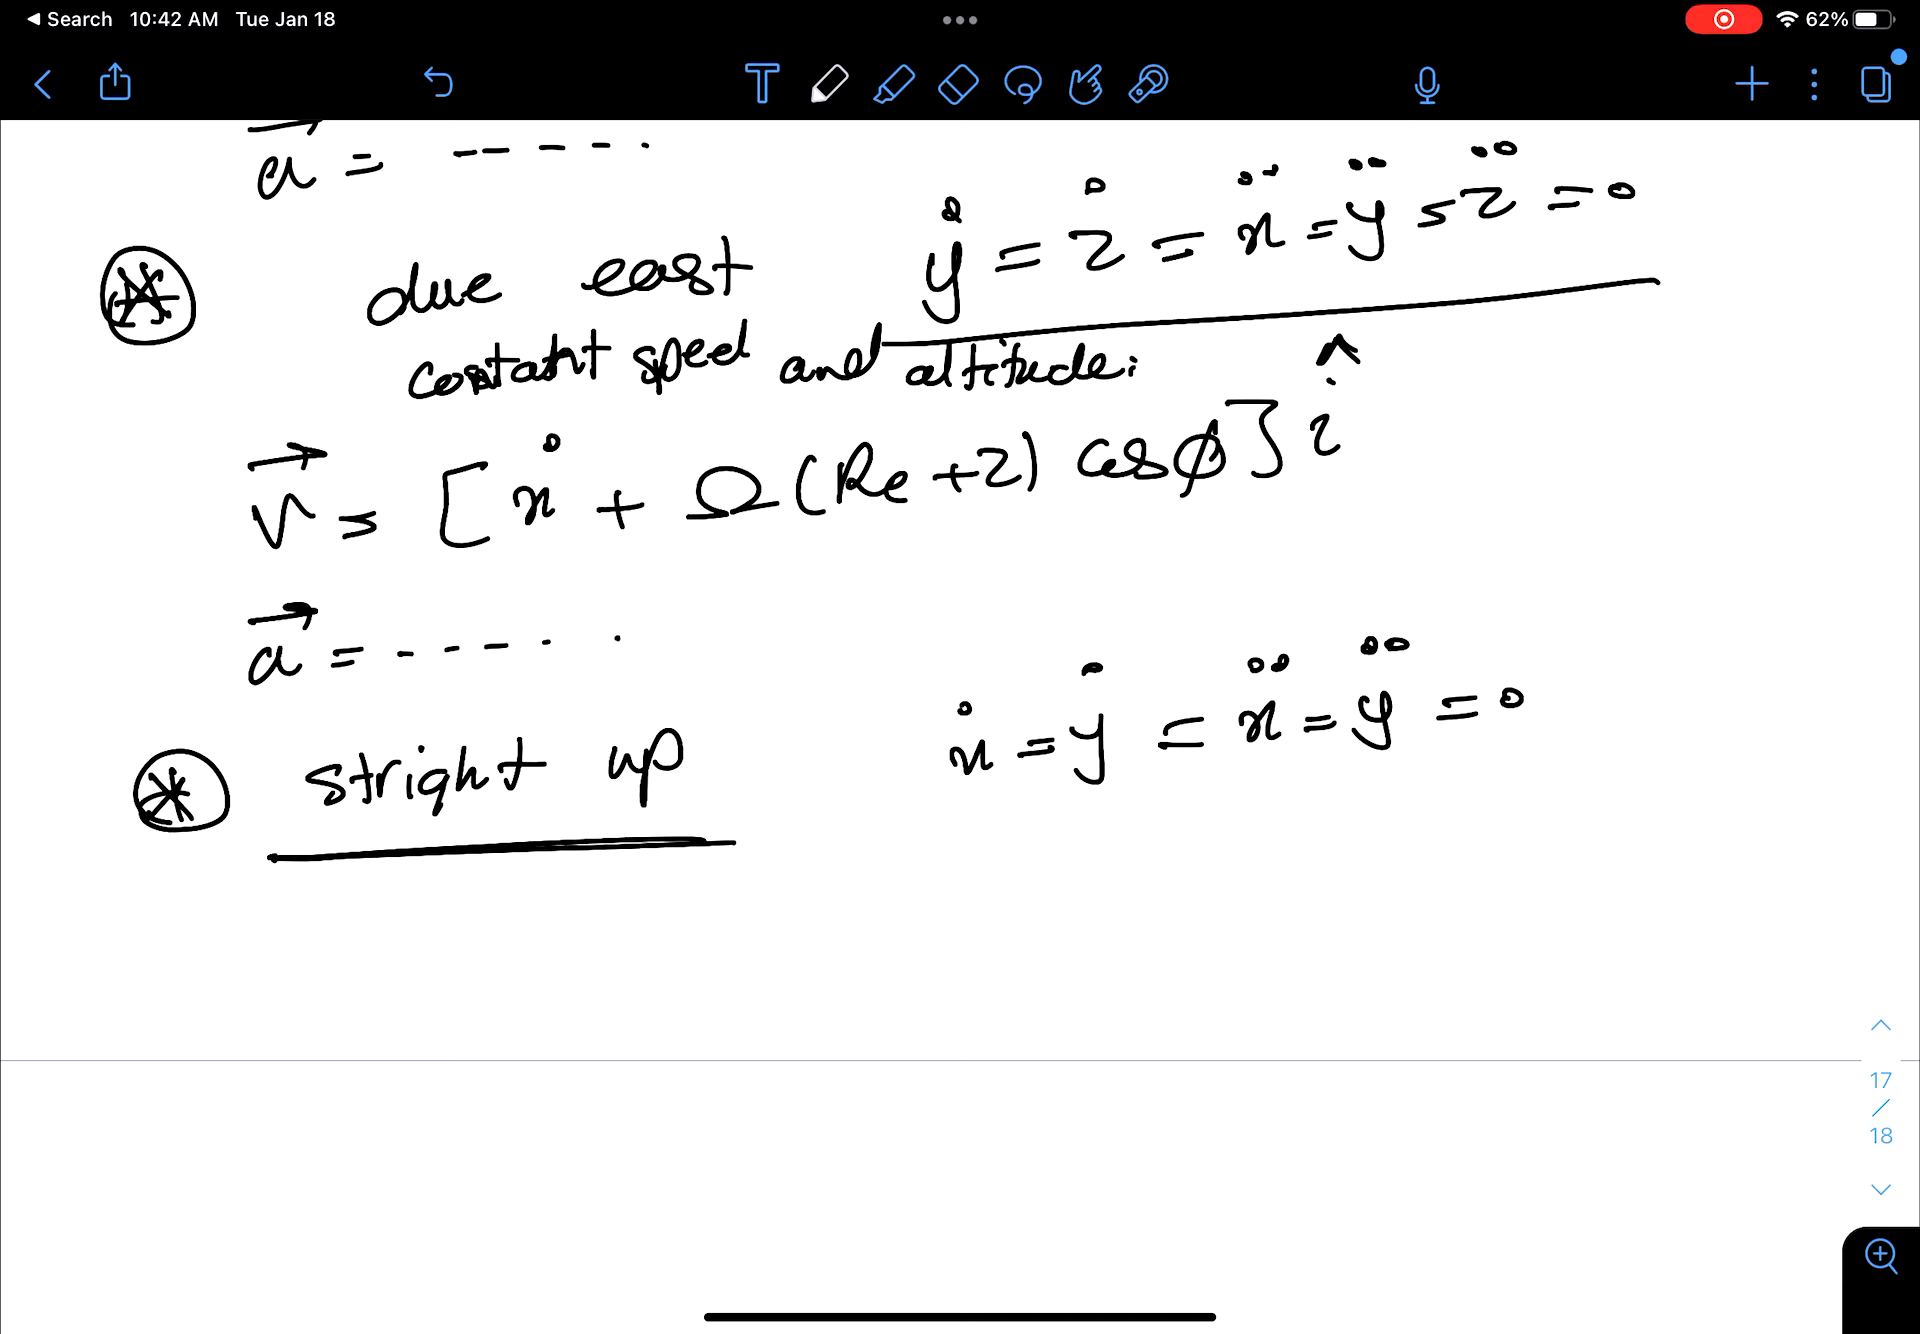 Search 10:42 AM Tue Jan 18 62%
a⃗ = -----.
ẏ = ż = ẍ = ÿ = z̈ = 0
due east
constant speed and altitude:
v⃗ = [ẋ + Ω(Re+z) cosϕ] î
a⃗ = ----- .
ẋ = ẏ = ẍ = ÿ = 0
stright up
17
/
18